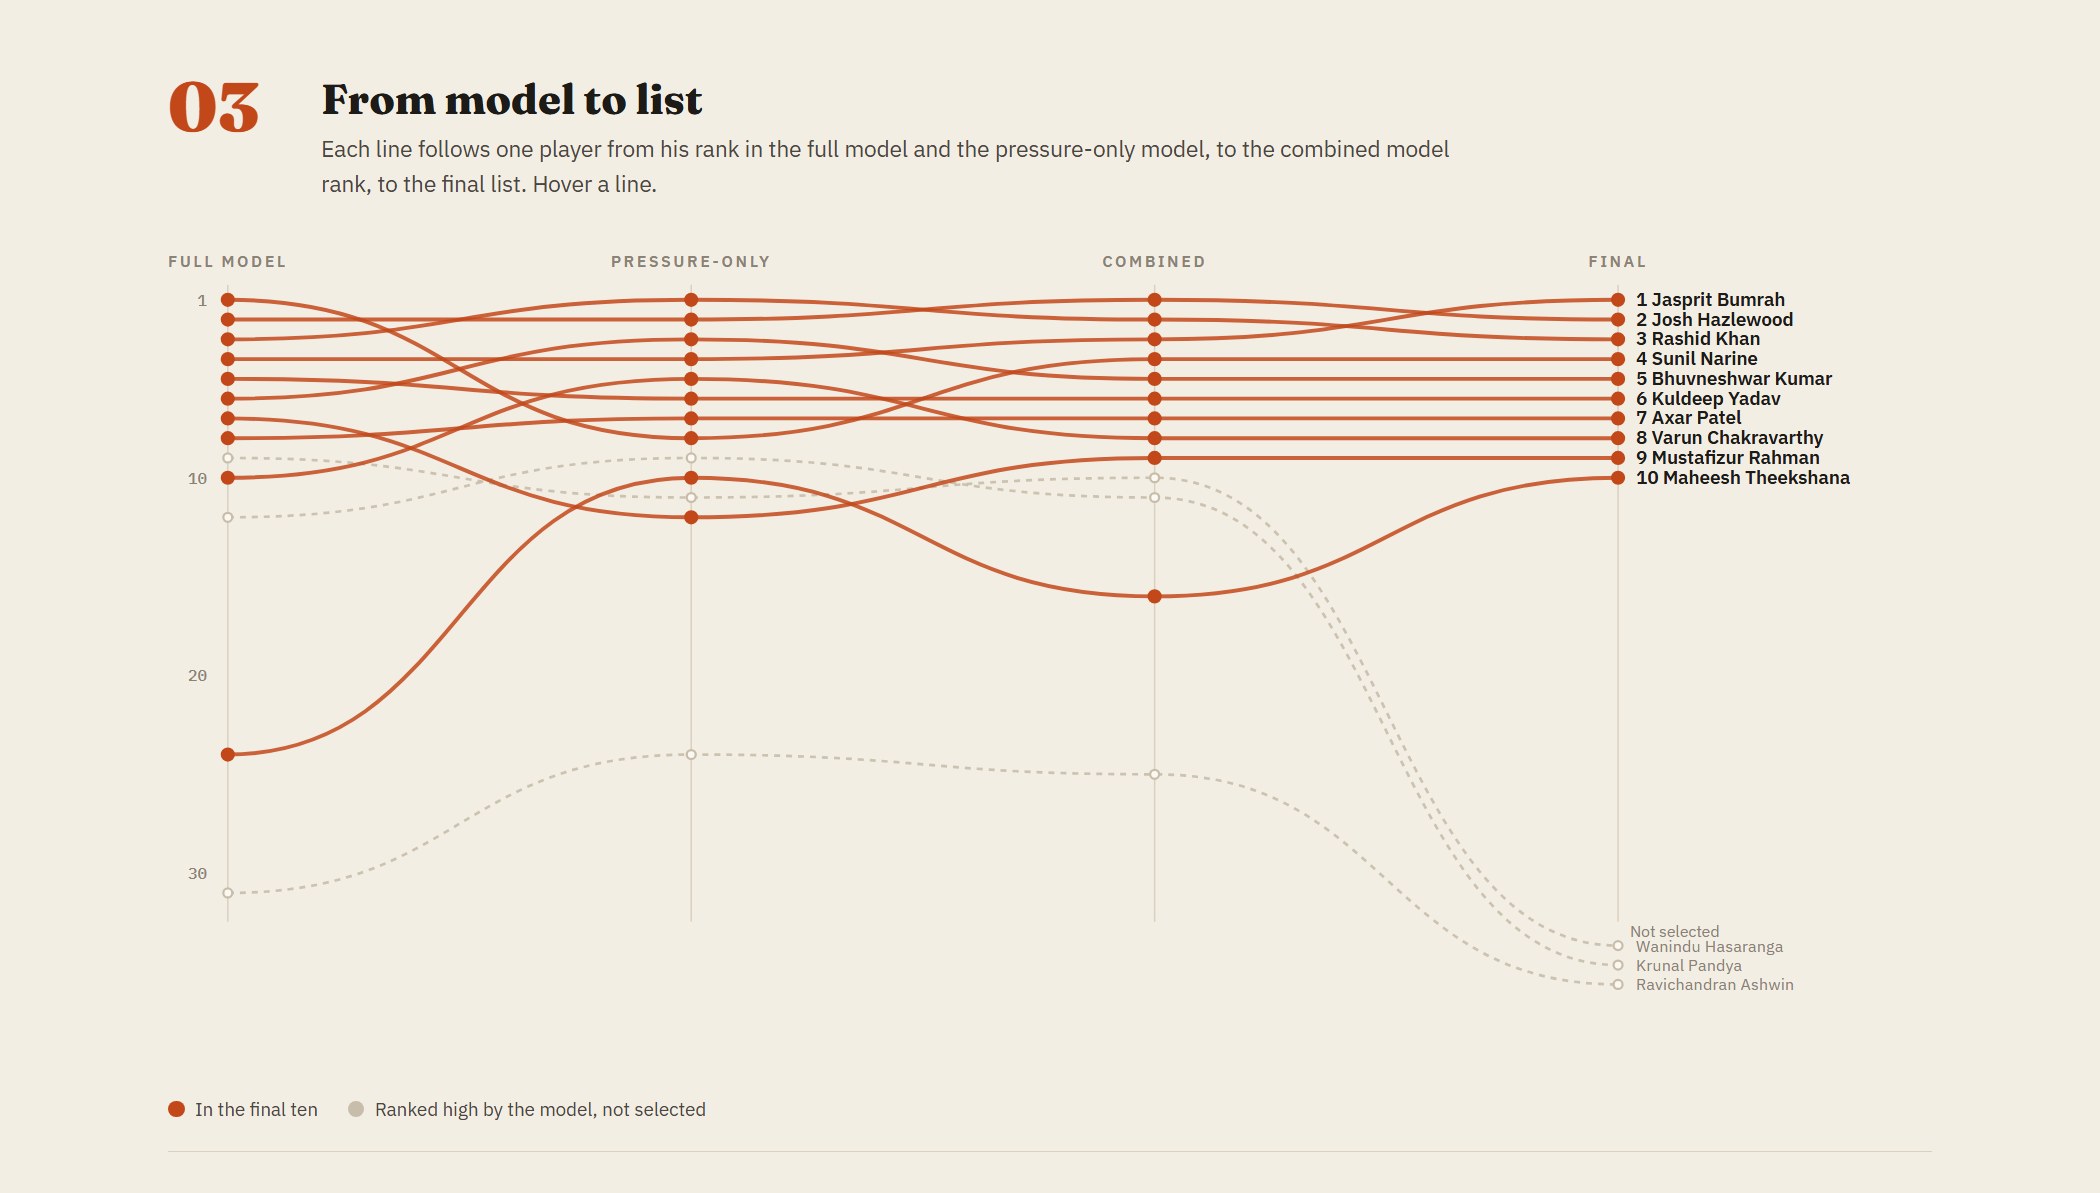 03
From model to list
Each line follows one player from his rank in the full model and the pressure-only model, to the combined model
rank, to the final list. Hover a line.
FULL MODEL PRESSURE-ONLY COMBINED FINAL
1
10
20
30
1 Jasprit Bumrah
2 Josh Hazlewood
3 Rashid Khan
4 Sunil Narine
5 Bhuvneshwar Kumar
6 Kuldeep Yadav
7 Axar Patel
8 Varun Chakravarthy
9 Mustafizur Rahman
10 Maheesh Theekshana
Not selected
Wanindu Hasaranga
Krunal Pandya
Ravichandran Ashwin
In the final ten Ranked high by the model, not selected